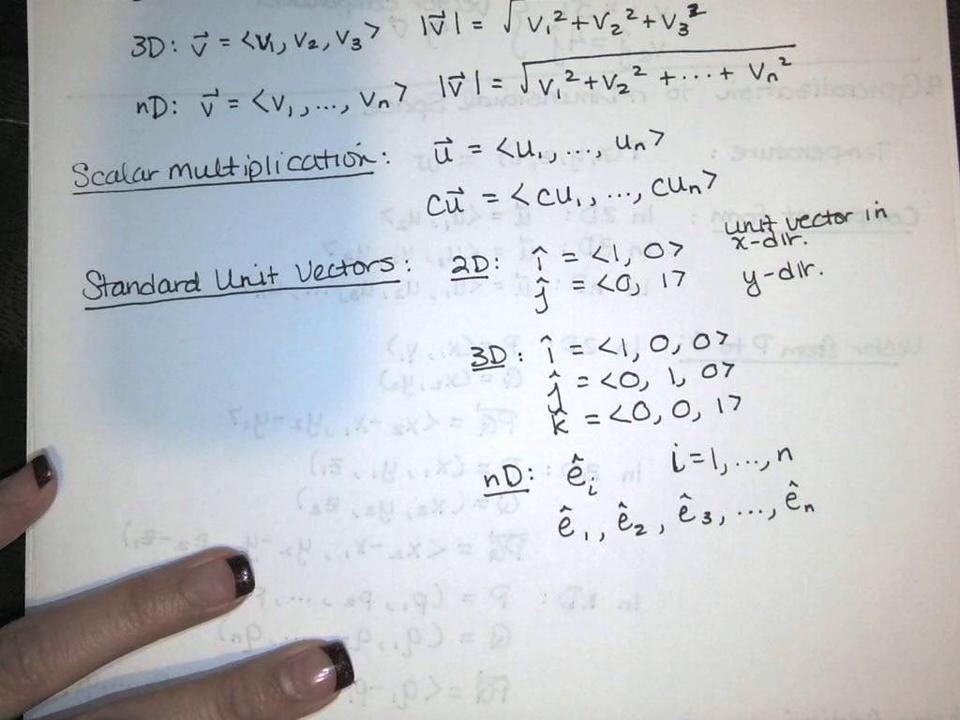 3D: v⃗ = <v₁, v₂, v₃> |v⃗| = √v₁²+v₂²+v₃²
nD: v⃗ = <v₁, ..., vₙ> |v⃗| = √v₁²+v₂² + ... + vₙ²
Scalar multiplication: u⃗ = <u₁, ..., uₙ>
cu⃗ = <cu₁, ..., cuₙ>
Standard Unit Vectors: 2D: î = <1, 0> unit vector in x-dir.
ĵ = <0, 1> y-dir.
3D: î = <1, 0, 0>
ĵ = <0, 1, 0>
k̂ = <0, 0, 1>
nD: êᵢ i=1, ..., n
ê₁, ê₂, ê₃, ..., êₙ